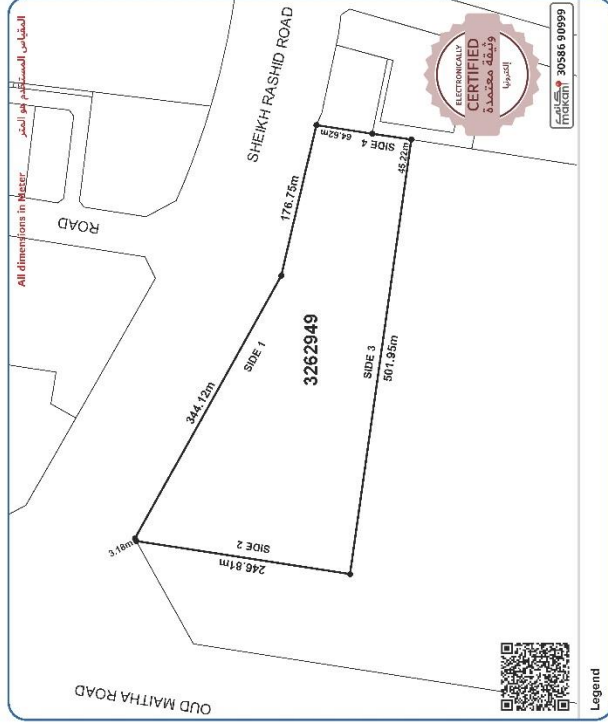 All dimensions in Meter
المقياس المستخدم هو المتر
ROAD
SHEIKH RASHID ROAD
176.75m
64.62m
SIDE 4
45.22m
344.12m
SIDE 1
3262949
SIDE 3
501.95m
3.18m
SIDE 2
246.81m
OUD MAITHA ROAD
ELECTRONICALLY
CERTIFIED
وثيقة معتمدة
إلكترونيا
مكاني
makani
30586 90999
Legend